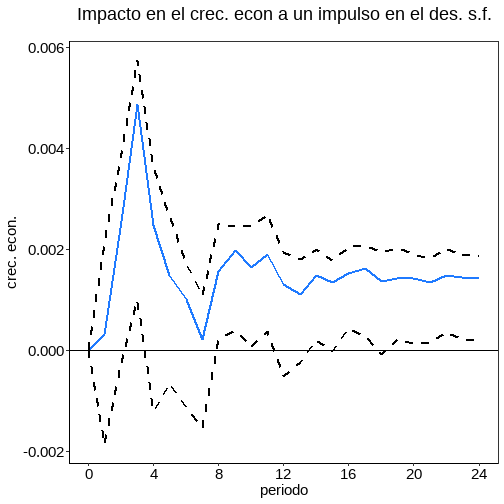 Impacto en el crec. econ a un impulso en el des. s.f.
0.006
0.004
0.002
0.000
-0.002
crec. econ.
0 4 8 12 16 20 24
periodo